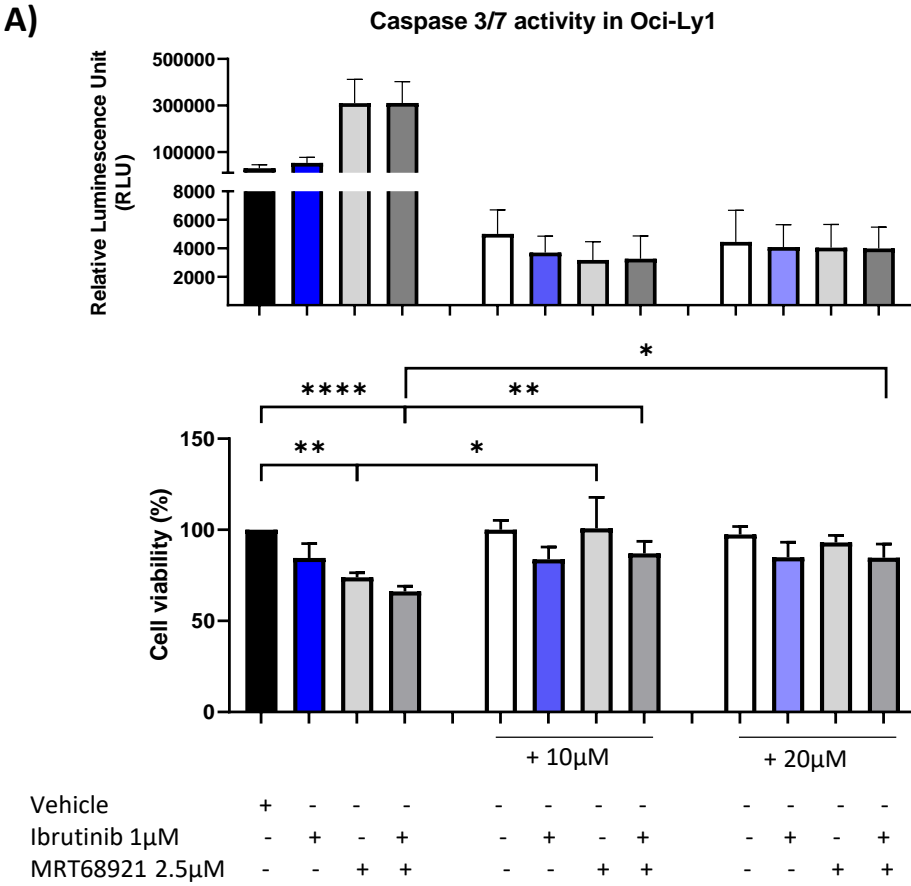 A)
Caspase 3/7 activity in Oci-Ly1
Relative Luminescence Unit
(RLU)
500000
300000
100000
8000
6000
4000
2000
*
**** **
** *
Cell viability (%)
150
100
50
0
+ 10µM + 20µM
Vehicle + - - - - - - - - - - -
Ibrutinib 1µM - + - + - + - + - + - +
MRT68921 2.5µM - - + + - - + + - - + +